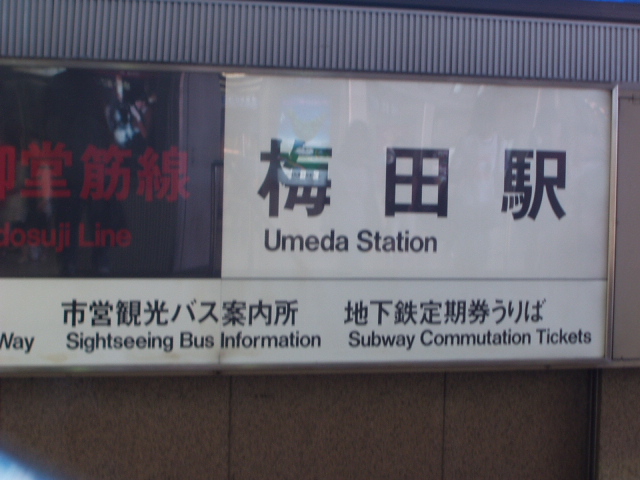 御堂筋線
dosuji Line
梅田駅
Umeda Station
市営観光バス案内所
地下鉄定期券うりば
Way
Sightseeing Bus Information
Subway Commutation Tickets